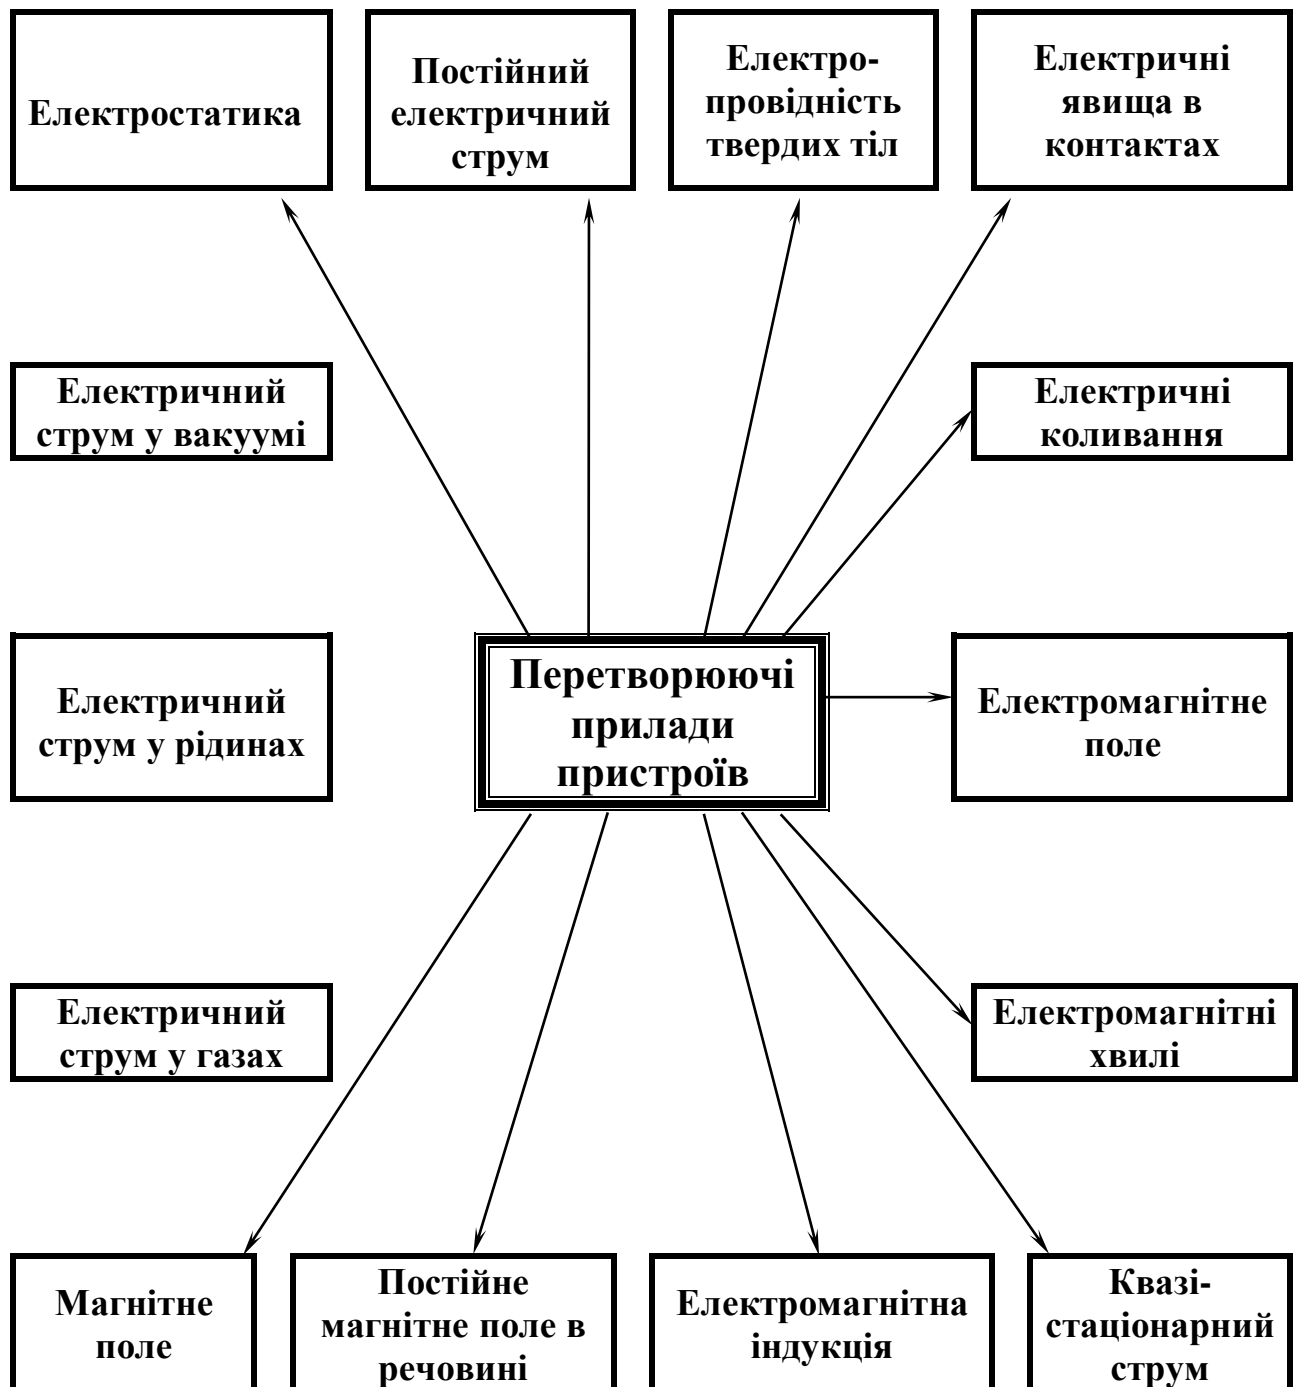 Електростатика
Постійний
електричний
струм
Електро-
провідність
твердих тіл
Електричні
явища в
контактах
Електричний
струм у вакуумі
Електричні
коливання
Електричний
струм у рідинах
Перетворюючі
прилади
пристроїв
Електромагнітне
поле
Електричний
струм у газах
Електромагнітні
хвилі
Магнітне
поле
Постійне
магнітне поле в
речовині
Електромагнітна
індукція
Квазі-
стаціонарний
струм